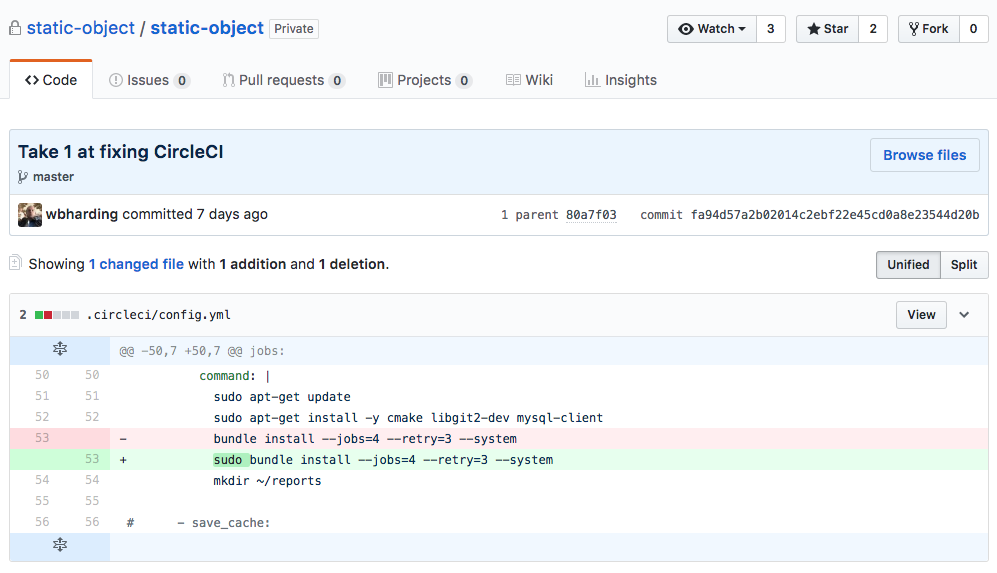 static-object / static-object Private Watch 3 Star 2 Fork 0
Code Issues 0 Pull requests 0 Projects 0 Wiki Insights
Take 1 at fixing CircleCI Browse files
master
wbharding committed 7 days ago 1 parent 80a7f03 commit fa94d57a2b02014c2ebf22e45cd0a8e23544d20b
Showing 1 changed file with 1 addition and 1 deletion. Unified Split
2 .circleci/config.yml View
@@ -50,7 +50,7 @@ jobs:
50 50 command: |
51 51 sudo apt-get update
52 52 sudo apt-get install -y cmake libgit2-dev mysql-client
53 - bundle install --jobs=4 --retry=3 --system
53 + sudo bundle install --jobs=4 --retry=3 --system
54 54 mkdir ~/reports
55 55
56 56 # - save_cache: